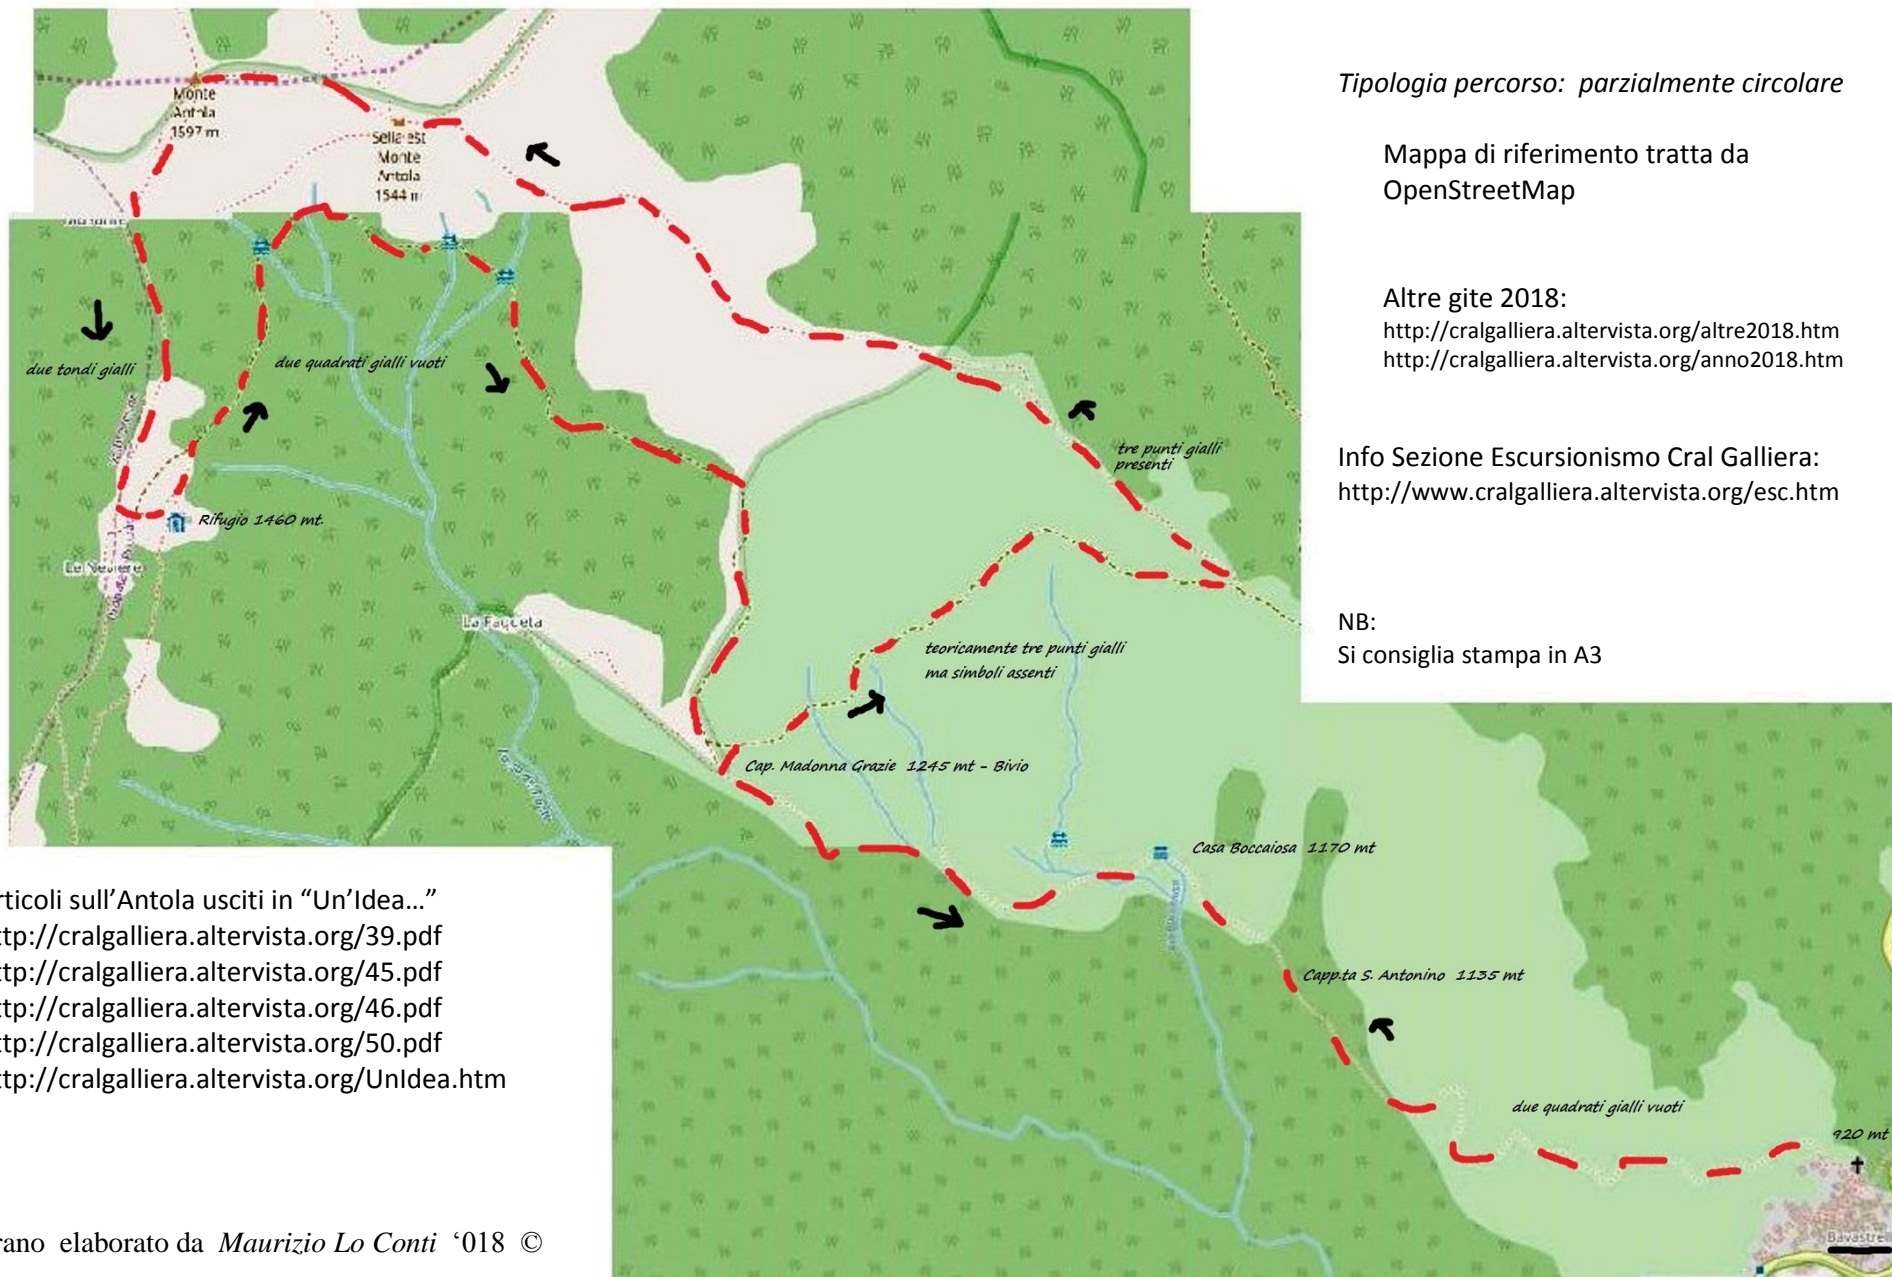 Tipologia percorso: parzialmente circolare
Mappa di riferimento tratta da
OpenStreetMap
Altre gite 2018:
http://cralgalliera.altervista.org/altre2018.htm
http://cralgalliera.altervista.org/anno2018.htm
Info Sezione Escursionismo Cral Galliera:
http://www.cralgalliera.altervista.org/esc.htm
NB:
Si consiglia stampa in A3
Monte
Antola
1597 m
Sella est
Monte
Antola
1544 m
due tondi gialli
due quadrati gialli vuoti
tre punti gialli
presenti
Rifugio 1460 mt
Le Neviere
teoricamente tre punti gialli
ma simboli assenti
Cap. Madonna Grazie 1245 mt - Bivio
Casa Boccaiosa 1170 mt
Capp.ta S. Antonino 1135 mt
due quadrati gialli vuoti
920 mt
Bavastrel
rticoli sull'Antola usciti in “Un'Idea…”
ttp://cralgalliera.altervista.org/39.pdf
ttp://cralgalliera.altervista.org/45.pdf
ttp://cralgalliera.altervista.org/46.pdf
ttp://cralgalliera.altervista.org/50.pdf
ttp://cralgalliera.altervista.org/UnIdea.htm
rano elaborato da Maurizio Lo Conti ‘018 ©